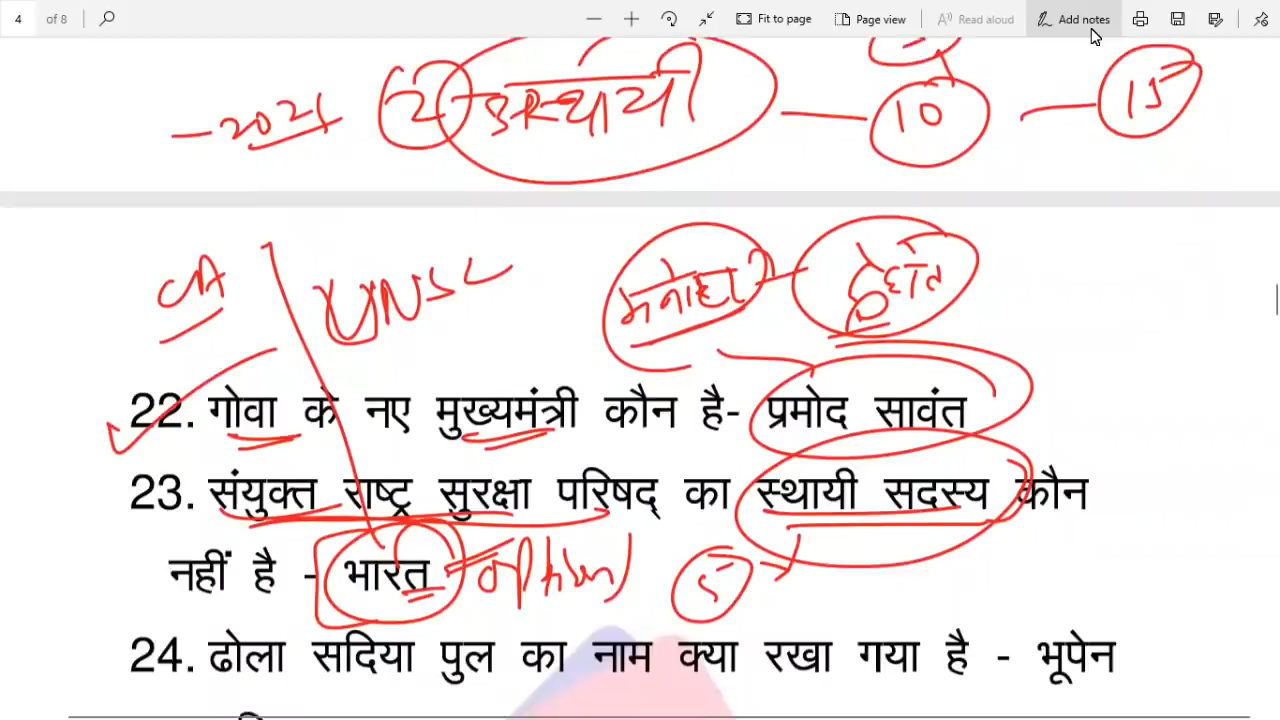 4 of 8 Fit to page Page view Read aloud Add notes
-2021 2 अस्थायी - 10 - 15
CA UNSC मनोहर - देहांत
22. गोवा के नए मुख्यमंत्री कौन है- प्रमोद सावंत
23. संयुक्त राष्ट्र सुरक्षा परिषद् का स्थायी सदस्य कौन
नहीं है - भारत option 5
24. ढोला सदिया पुल का नाम क्या रखा गया है - भूपेन